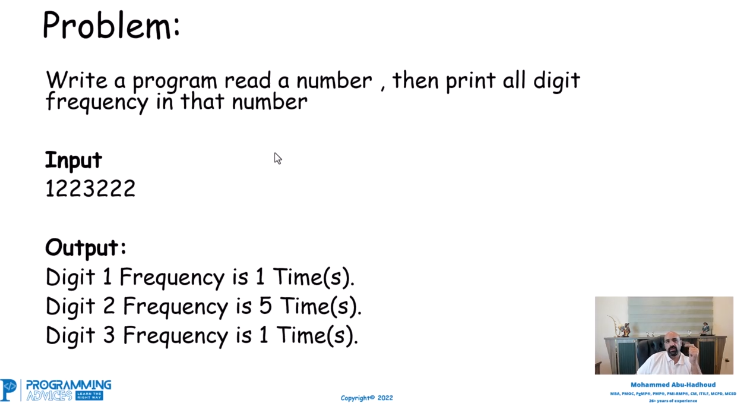 Problem:
Write a program read a number , then print all digit
frequency in that number
Input
1223222
Output:
Digit 1 Frequency is 1 Time(s).
Digit 2 Frequency is 5 Time(s).
Digit 3 Frequency is 1 Time(s).
Mohammed Abu-Hadhoud
MBA, PMOC, PgMP®, PMP®, PMI-RMP®, CM, ITIL®, MCPD, MCSD
26+ years of experience
PROGRAMMING
ADVICES LEARN THE RIGHT WAY
Copyright© 2022